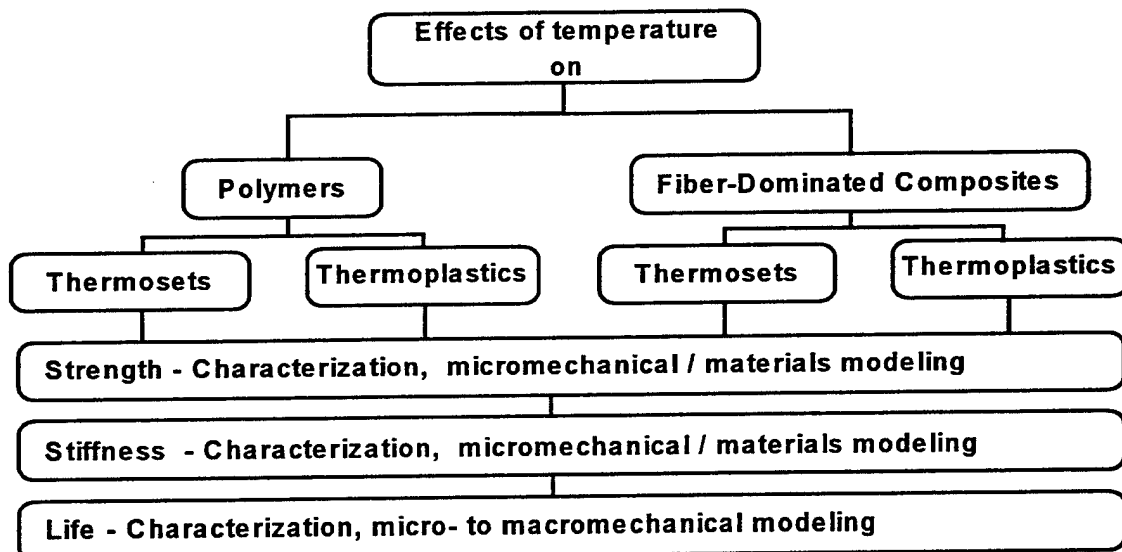 Effects of temperature
on
Polymers
Fiber-Dominated Composites
Thermosets
Thermoplastics
Thermosets
Thermoplastics
Strength - Characterization, micromechanical / materials modeling
Stiffness - Characterization, micromechanical / materials modeling
Life - Characterization, micro- to macromechanical modeling